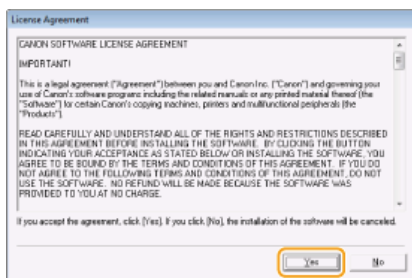 License Agreement
CANON SOFTWARE LICENSE AGREEMENT
IMPORTANT!
This is a legal agreement ("Agreement") between you and Canon Inc. ("Canon") and governing your
use of Canon's software programs including the related manuals or any printed material thereof (the
"Software") for certain Canon's copying machines, printers and multifunctional peripherals (the
"Products").
READ CAREFULLY AND UNDERSTAND ALL OF THE RIGHTS AND RESTRICTIONS DESCRIBED
IN THIS AGREEMENT BEFORE INSTALLING THE SOFTWARE. BY CLICKING THE BUTTON
INDICATING YOUR ACCEPTANCE AS STATED BELOW OR INSTALLING THE SOFTWARE, YOU
AGREE TO BE BOUND BY THE TERMS AND CONDITIONS OF THIS AGREEMENT. IF YOU DO
NOT AGREE TO THE FOLLOWING TERMS AND CONDITIONS OF THIS AGREEMENT, DO NOT
USE THE SOFTWARE. NO REFUND WILL BE MADE BECAUSE THE SOFTWARE WAS
PROVIDED TO YOU AT NO CHARGE.
If you accept the agreement, click [Yes]. If you click [No], the installation of the software will be canceled.
Yes
No